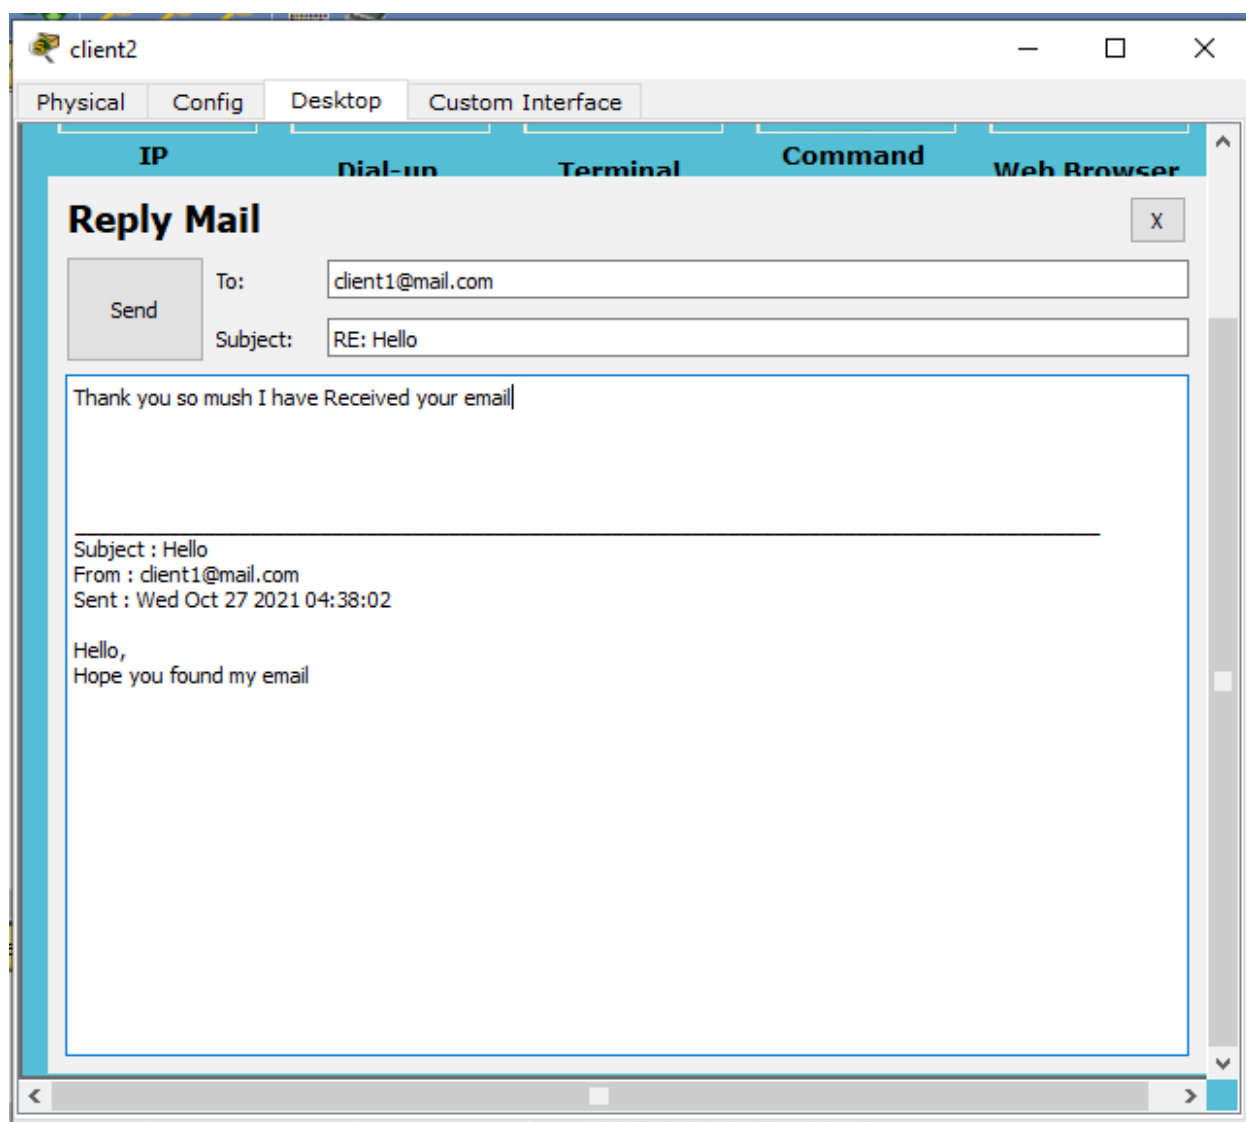 client2
Physical Config Desktop Custom Interface
IP Dial-up Terminal Command Web Browser
Reply Mail X
Send
To: client1@mail.com
Subject: RE: Hello
Thank you so mush I have Received your email
Subject : Hello
From : client1@mail.com
Sent : Wed Oct 27 2021 04:38:02
Hello,
Hope you found my email